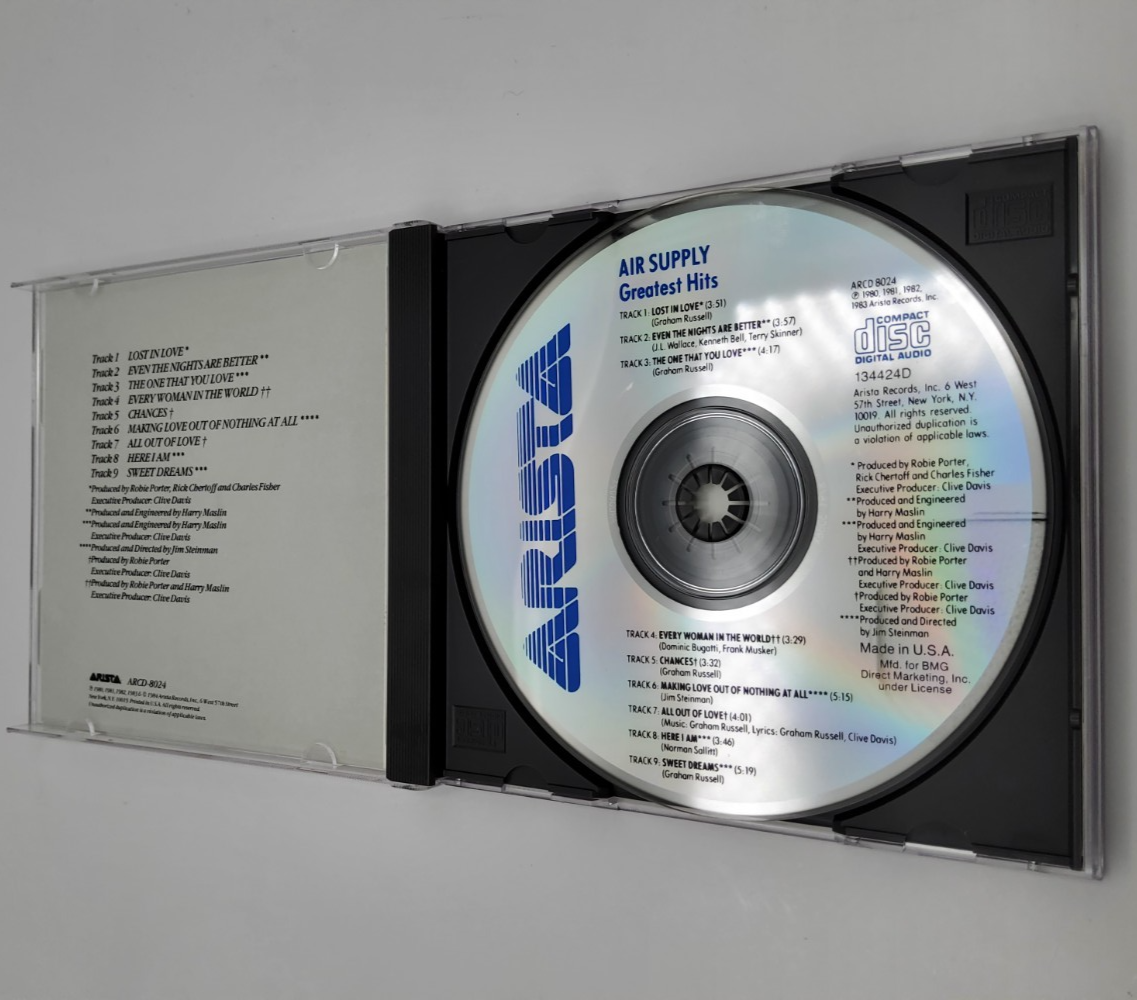 Track 1 LOST IN LOVE *
Track 2 EVEN THE NIGHTS ARE BETTER **
Track 3 THE ONE THAT YOU LOVE ***
Track 4 EVERY WOMAN IN THE WORLD ††
Track 5 CHANCES †
Track 6 MAKING LOVE OUT OF NOTHING AT ALL ****
Track 7 ALL OUT OF LOVE †
Track 8 HERE I AM ***
Track 9 SWEET DREAMS ***
*Produced by Robie Porter, Rick Chertoff and Charles Fisher
Executive Producer: Clive Davis
**Produced and Engineered by Harry Maslin
***Produced and Engineered by Harry Maslin
Executive Producer: Clive Davis
****Produced and Directed by Jim Steinman
†Produced by Robie Porter
Executive Producer: Clive Davis
††Produced by Robie Porter and Harry Maslin
Executive Producer: Clive Davis
ARISTA ARCD-8024
New York, N.Y. 10019. Printed in U.S.A. All rights reserved.
Unauthorized duplication is a violation of applicable laws.
ARISTA
AIR SUPPLY
Greatest Hits
TRACK 1: LOST IN LOVE* (3:51)
(Graham Russell)
TRACK 2: EVEN THE NIGHTS ARE BETTER** (3:57)
(J.L. Wallace, Kenneth Bell, Terry Skinner)
TRACK 3: THE ONE THAT YOU LOVE*** (4:17)
(Graham Russell)
ARCD 8024
℗ 1980, 1981, 1982,
1983 Arista Records, Inc.
COMPACT
disc
DIGITAL AUDIO
134424D
Arista Records, Inc. 6 West
57th Street, New York, N.Y.
10019. All rights reserved.
Unauthorized duplication is
a violation of applicable laws.
* Produced by Robie Porter,
Rick Chertoff and Charles Fisher
Executive Producer: Clive Davis
**Produced and Engineered
by Harry Maslin
***Produced and Engineered
by Harry Maslin
Executive Producer: Clive Davis
††Produced by Robie Porter
and Harry Maslin
Executive Producer: Clive Davis
†Produced by Robie Porter
Executive Producer: Clive Davis
****Produced and Directed
by Jim Steinman
Made in U.S.A.
Mfd. for BMG
Direct Marketing, Inc.
under License
TRACK 4: EVERY WOMAN IN THE WORLD†† (3:29)
(Dominic Bugatti, Frank Musker)
TRACK 5: CHANCES† (3:32)
(Graham Russell)
TRACK 6: MAKING LOVE OUT OF NOTHING AT ALL**** (5:15)
(Jim Steinman)
TRACK 7: ALL OUT OF LOVE† (4:01)
(Music: Graham Russell, Lyrics: Graham Russell, Clive Davis)
TRACK 8: HERE I AM*** (3:46)
(Norman Sallitt)
TRACK 9: SWEET DREAMS*** (5:19)
(Graham Russell)